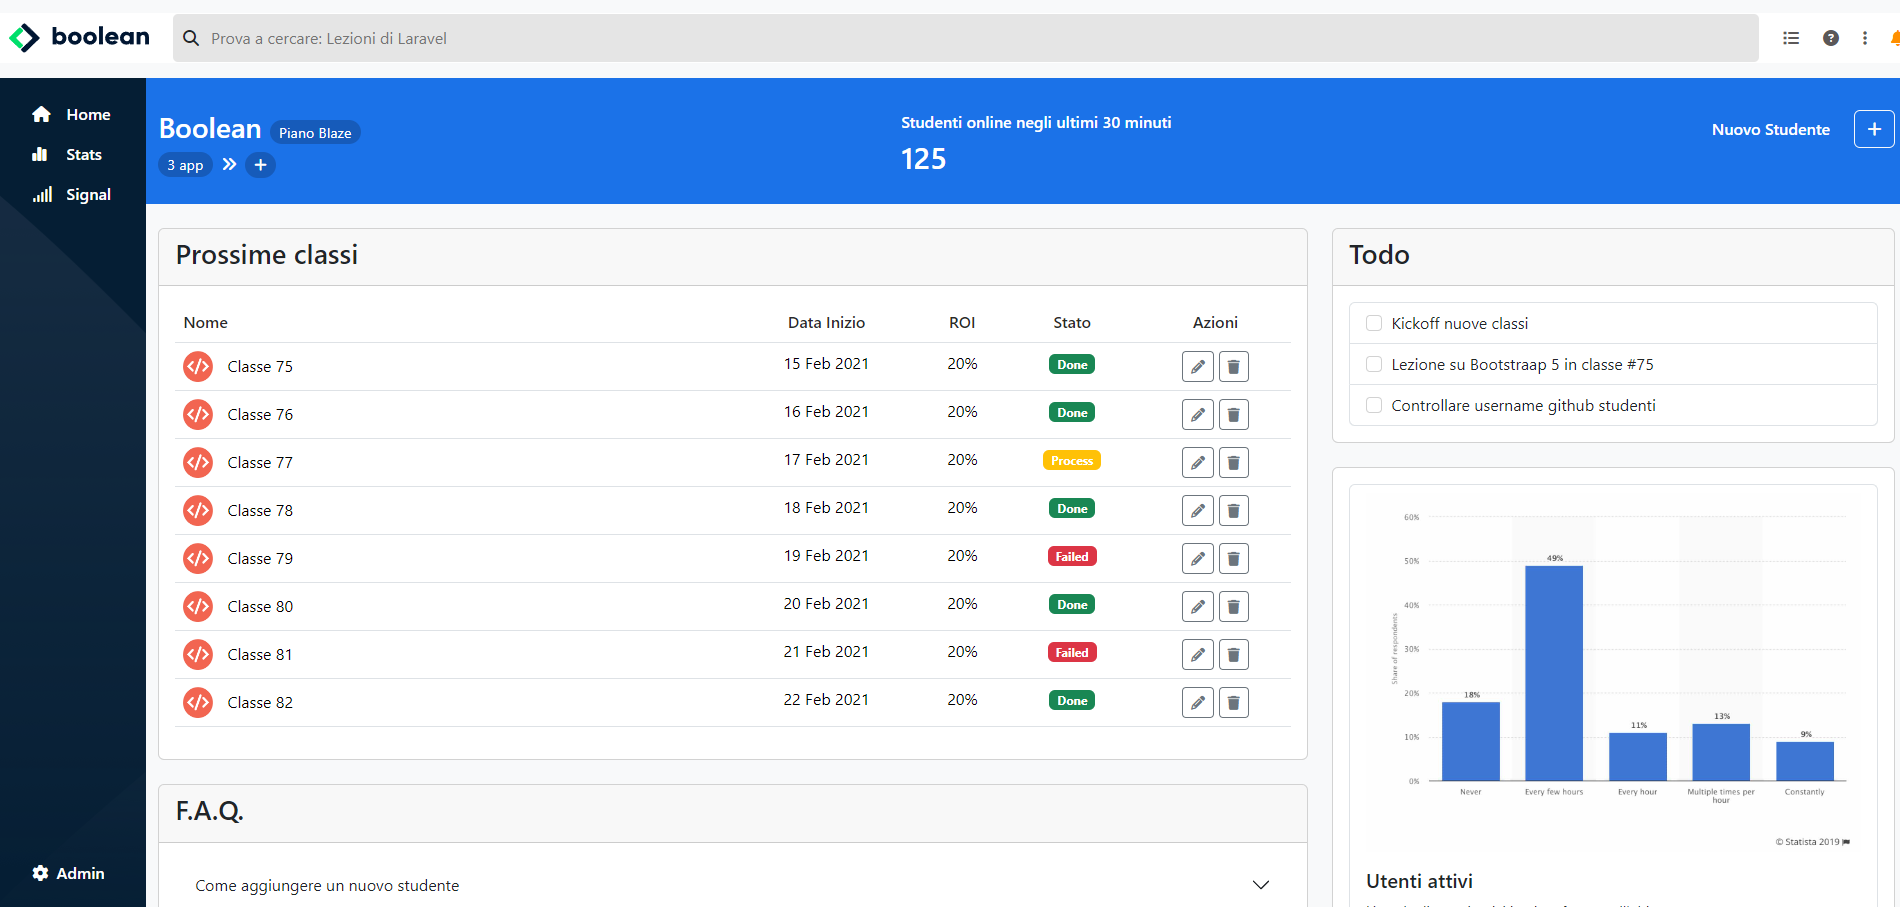 boolean
Prova a cercare: Lezioni di Laravel
Home
Stats
Signal
Admin
Boolean Piano Blaze
3 app
Studenti online negli ultimi 30 minuti
125
Nuovo Studente
Prossime classi
Nome Data Inizio ROI Stato Azioni
Classe 75 15 Feb 2021 20% Done
Classe 76 16 Feb 2021 20% Done
Classe 77 17 Feb 2021 20% Process
Classe 78 18 Feb 2021 20% Done
Classe 79 19 Feb 2021 20% Failed
Classe 80 20 Feb 2021 20% Done
Classe 81 21 Feb 2021 20% Failed
Classe 82 22 Feb 2021 20% Done
F.A.Q.
Come aggiungere un nuovo studente
Todo
Kickoff nuove classi
Lezione su Bootstraap 5 in classe #75
Controllare username github studenti
Share of respondents
60%
50%
40%
30%
20%
10%
0%
18%
49%
11%
13%
9%
Never
Every few hours
Every hour
Multiple times per
hour
Constantly
© Statista 2019
Utenti attivi